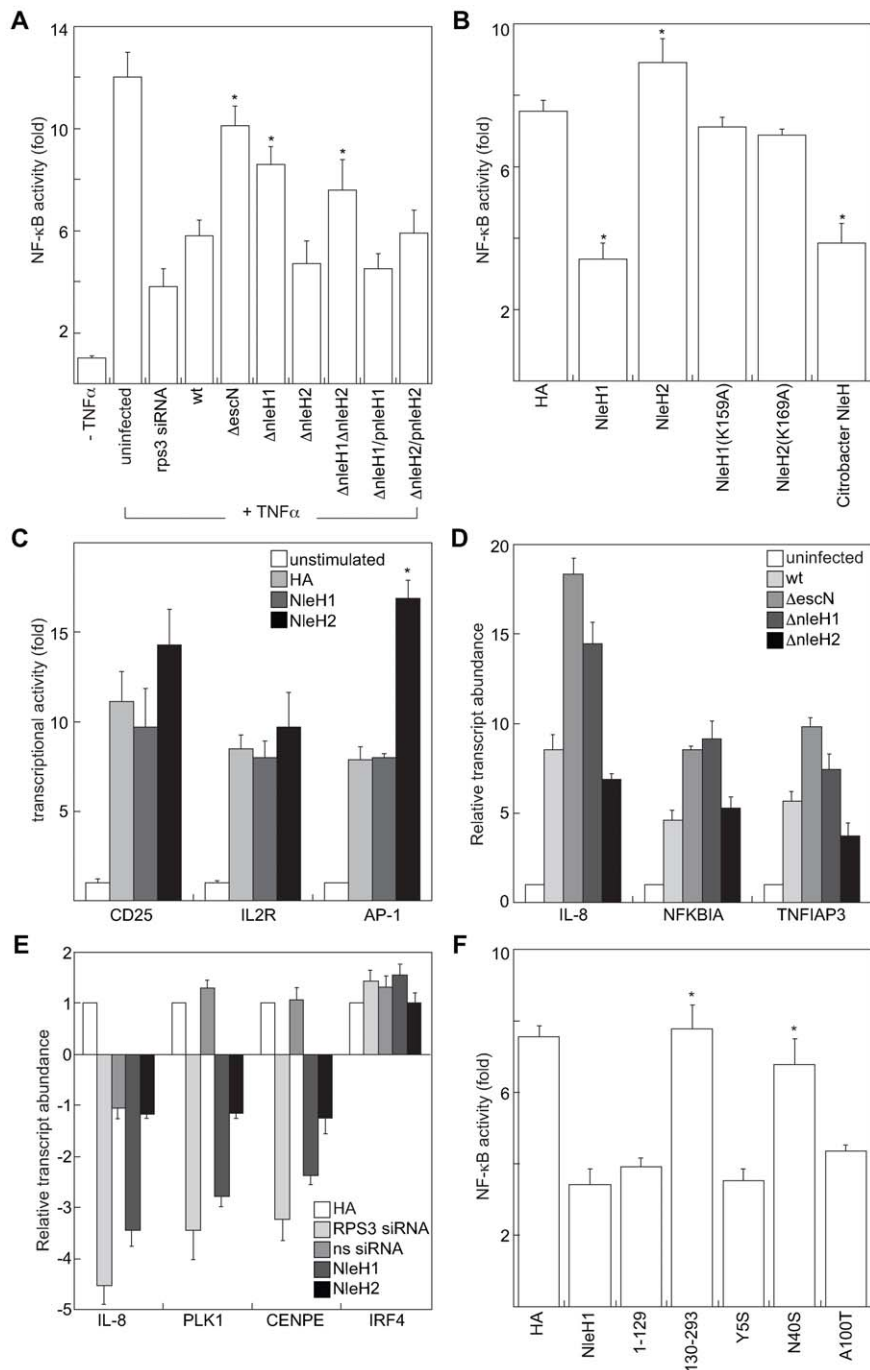 A
NF-κB activity (fold)
14
10
6
2
*
*
*
- TNFα
uninfected
rps3 siRNA
wt
ΔescN
ΔnleH1
ΔnleH2
ΔnleH1ΔnleH2
ΔnleH1/pnleH1
ΔnleH2/pnleH2
+ TNFα
B
NF-κB activity (fold)
10
6
2
*
*
*
HA
NleH1
NleH2
NleH1(K159A)
NleH2(K169A)
Citrobacter NleH
C
transcriptional activity (fold)
15
10
5
unstimulated
HA
NleH1
NleH2
*
CD25
IL2R
AP-1
D
Relative transcript abundance
20
15
10
5
0
uninfected
wt
ΔescN
ΔnleH1
ΔnleH2
IL-8
NFKBIA
TNFIAP3
E
Relative transcript abundance
2
1
0
-1
-2
-3
-4
-5
HA
RPS3 siRNA
ns siRNA
NleH1
NleH2
IL-8
PLK1
CENPE
IRF4
F
NF-κB activity (fold)
10
6
2
*
*
HA
NleH1
1-129
130-293
Y5S
N40S
A100T